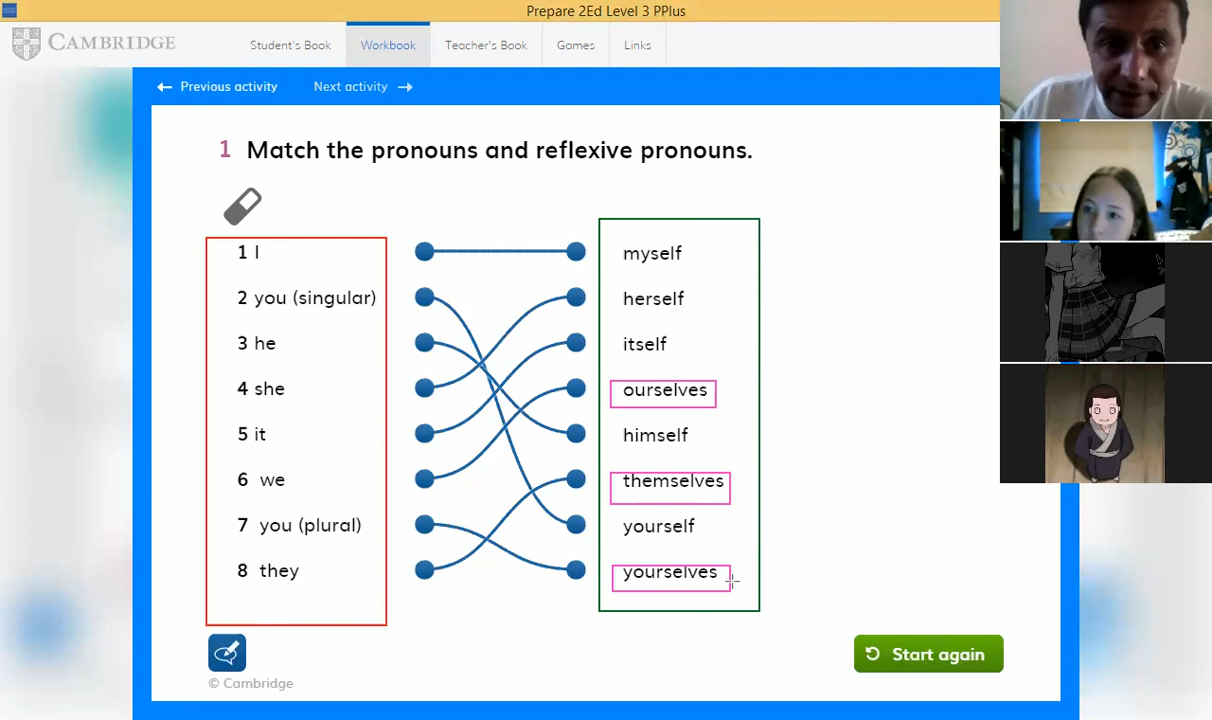 Prepare 2Ed Level 3 PPlus
CAMBRIDGE
Student's Book Workbook Teacher's Book Games Links
Previous activity Next activity
1 Match the pronouns and reflexive pronouns.
1 I myself
2 you (singular) herself
3 he itself
4 she ourselves
5 it himself
6 we themselves
7 you (plural) yourself
8 they yourselves
Start again
© Cambridge